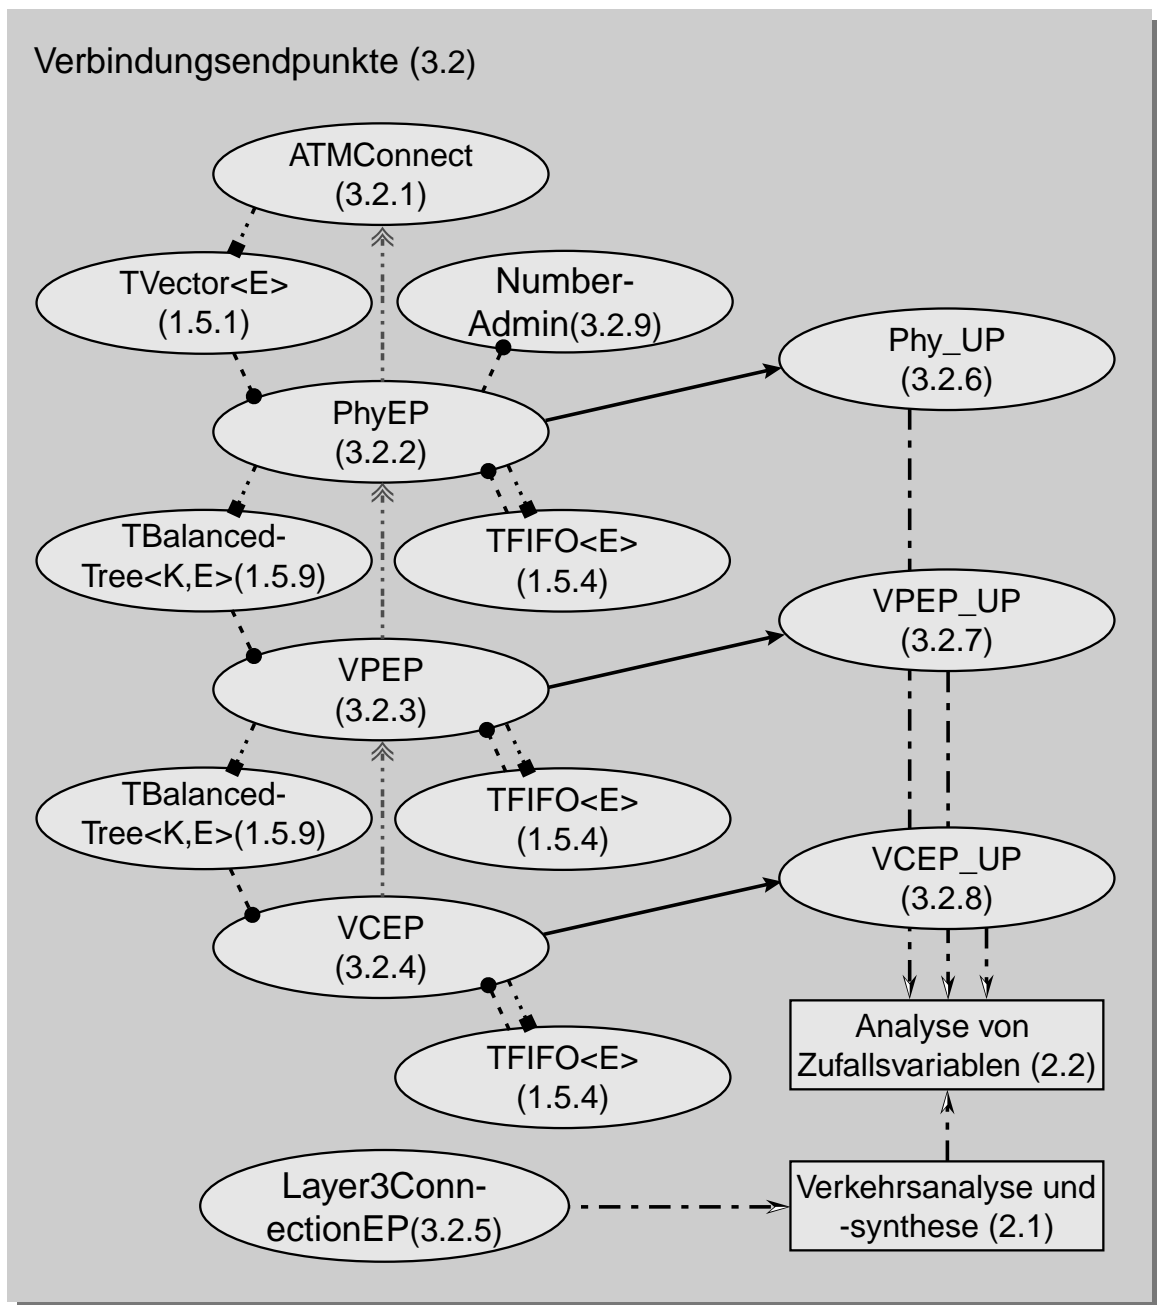 Verbindungsendpunkte (3.2)
ATMConnect
(3.2.1)
TVector<E>
(1.5.1)
Number-
Admin(3.2.9)
Phy_UP
(3.2.6)
PhyEP
(3.2.2)
TBalanced-
Tree<K,E>(1.5.9)
TFIFO<E>
(1.5.4)
VPEP_UP
(3.2.7)
VPEP
(3.2.3)
TBalanced-
Tree<K,E>(1.5.9)
TFIFO<E>
(1.5.4)
VCEP_UP
(3.2.8)
VCEP
(3.2.4)
TFIFO<E>
(1.5.4)
Analyse von
Zufallsvariablen (2.2)
Layer3Conn-
ectionEP(3.2.5)
Verkehrsanalyse und
-synthese (2.1)